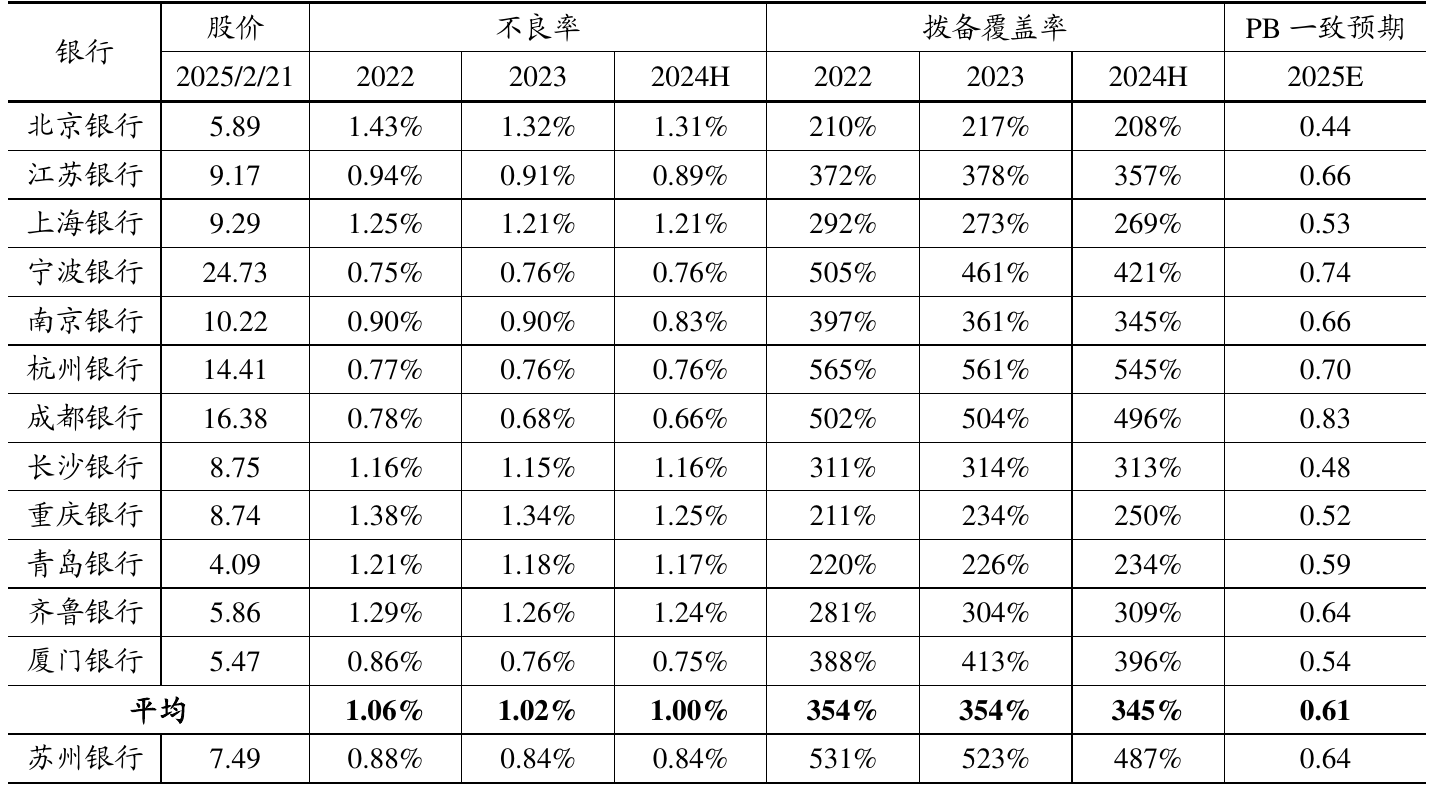 银行 股价 不良率 拨备覆盖率 PB 一致预期
2025/2/21 2022 2023 2024H 2022 2023 2024H 2025E
北京银行 5.89 1.43% 1.32% 1.31% 210% 217% 208% 0.44
江苏银行 9.17 0.94% 0.91% 0.89% 372% 378% 357% 0.66
上海银行 9.29 1.25% 1.21% 1.21% 292% 273% 269% 0.53
宁波银行 24.73 0.75% 0.76% 0.76% 505% 461% 421% 0.74
南京银行 10.22 0.90% 0.90% 0.83% 397% 361% 345% 0.66
杭州银行 14.41 0.77% 0.76% 0.76% 565% 561% 545% 0.70
成都银行 16.38 0.78% 0.68% 0.66% 502% 504% 496% 0.83
长沙银行 8.75 1.16% 1.15% 1.16% 311% 314% 313% 0.48
重庆银行 8.74 1.38% 1.34% 1.25% 211% 234% 250% 0.52
青岛银行 4.09 1.21% 1.18% 1.17% 220% 226% 234% 0.59
齐鲁银行 5.86 1.29% 1.26% 1.24% 281% 304% 309% 0.64
厦门银行 5.47 0.86% 0.76% 0.75% 388% 413% 396% 0.54
平均 1.06% 1.02% 1.00% 354% 354% 345% 0.61
苏州银行 7.49 0.88% 0.84% 0.84% 531% 523% 487% 0.64